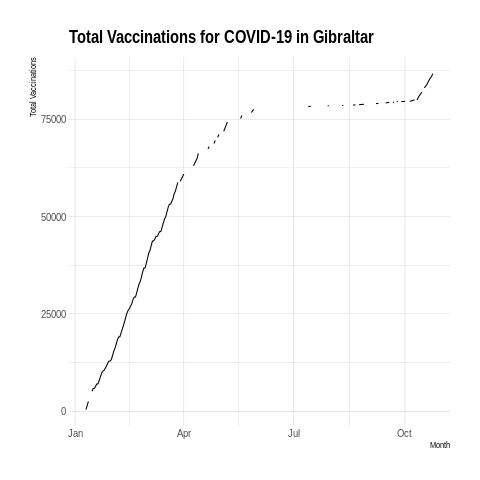 Total Vaccinations for COVID-19 in Gibraltar
Total Vaccinations
75000
50000
25000
0
Jan Apr Jul Oct
Month